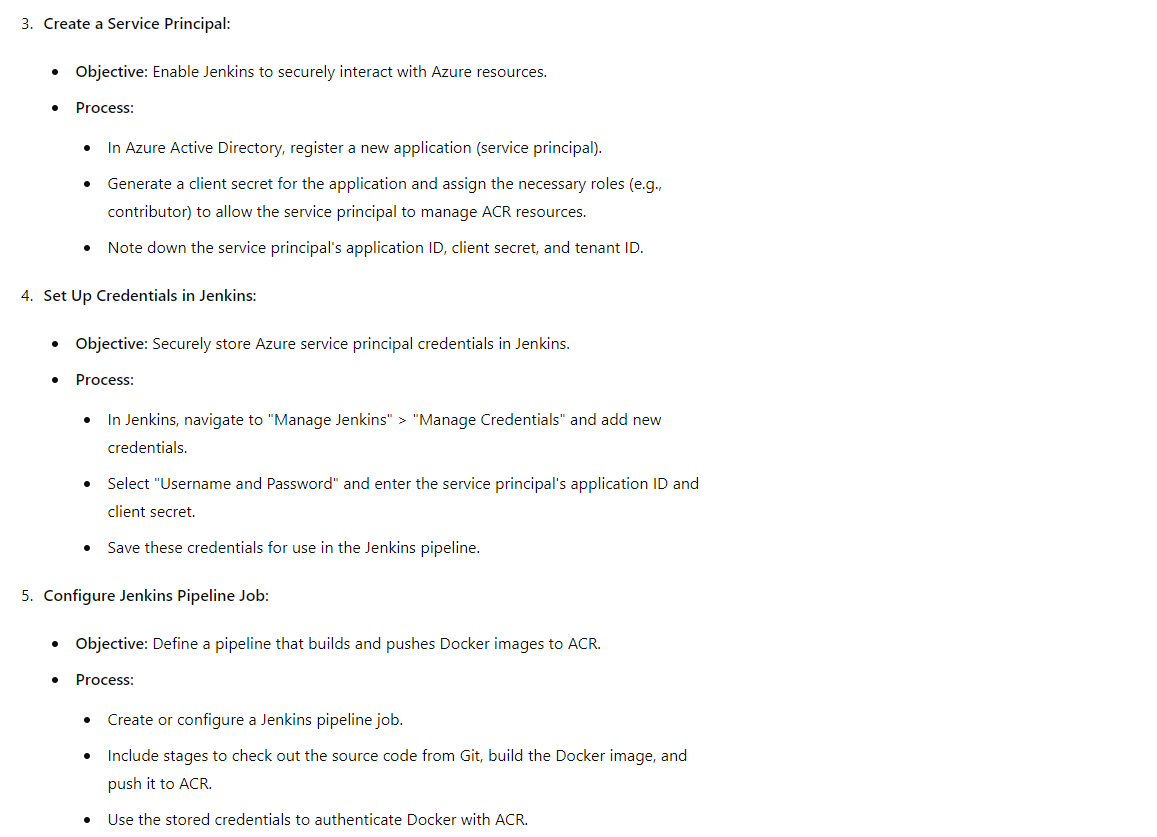 3. Create a Service Principal:
• Objective: Enable Jenkins to securely interact with Azure resources.
• Process:
• In Azure Active Directory, register a new application (service principal).
• Generate a client secret for the application and assign the necessary roles (e.g.,
contributor) to allow the service principal to manage ACR resources.
• Note down the service principal's application ID, client secret, and tenant ID.
4. Set Up Credentials in Jenkins:
• Objective: Securely store Azure service principal credentials in Jenkins.
• Process:
• In Jenkins, navigate to "Manage Jenkins" > "Manage Credentials" and add new
credentials.
• Select "Username and Password" and enter the service principal's application ID and
client secret.
• Save these credentials for use in the Jenkins pipeline.
5. Configure Jenkins Pipeline Job:
• Objective: Define a pipeline that builds and pushes Docker images to ACR.
• Process:
• Create or configure a Jenkins pipeline job.
• Include stages to check out the source code from Git, build the Docker image, and
push it to ACR.
• Use the stored credentials to authenticate Docker with ACR.